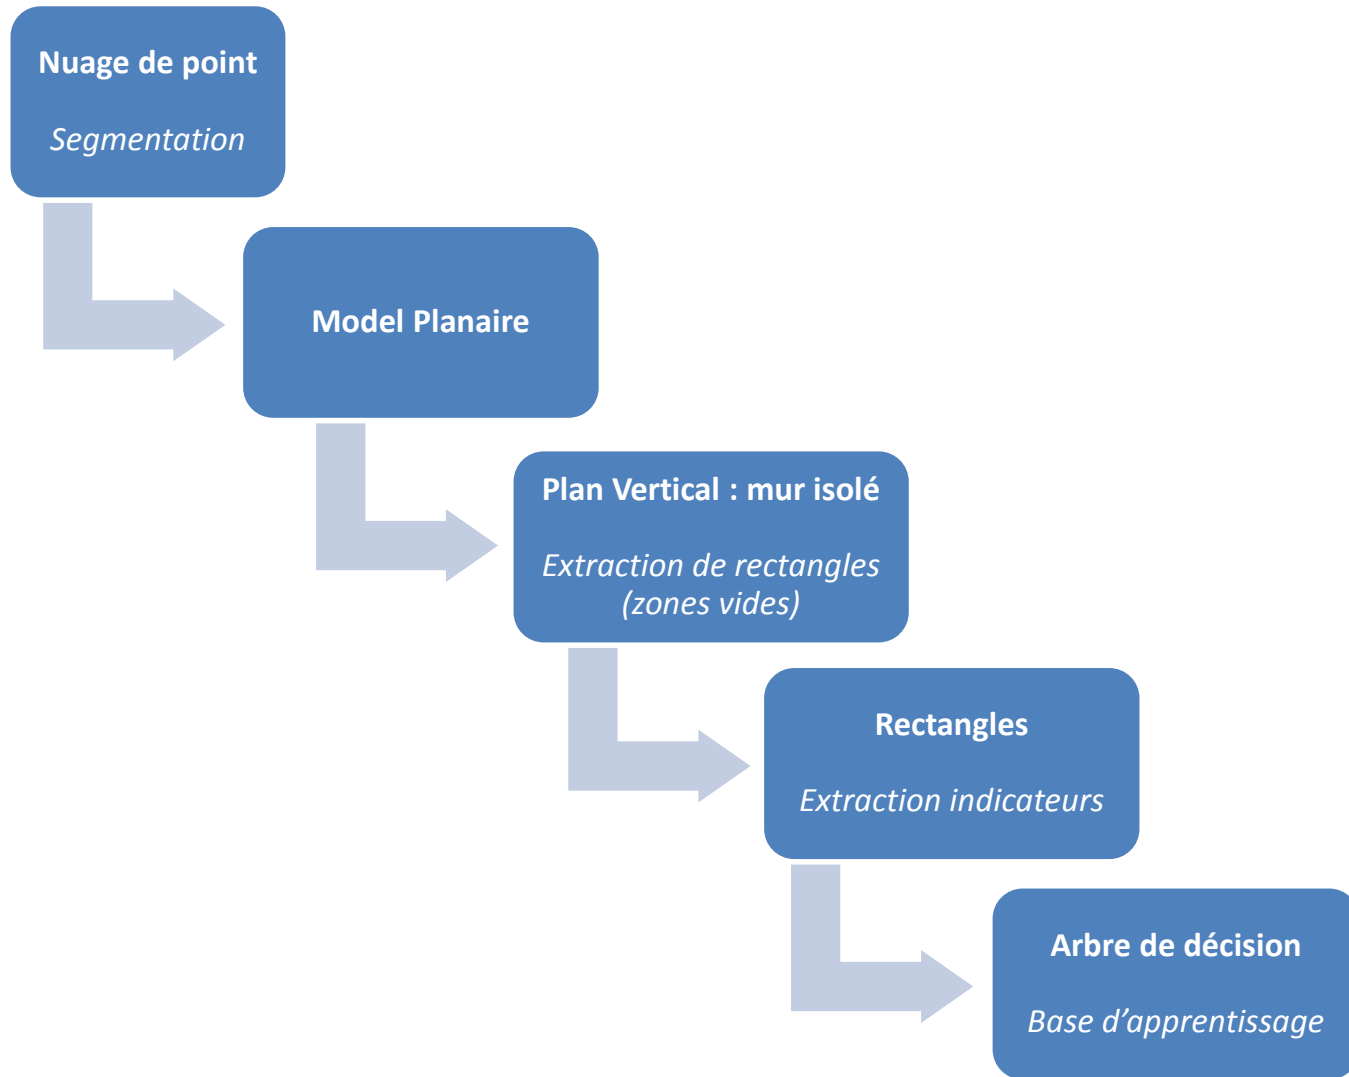 Nuage de point
Segmentation
Model Planaire
Plan Vertical : mur isolé
Extraction de rectangles
(zones vides)
Rectangles
Extraction indicateurs
Arbre de décision
Base d’apprentissage